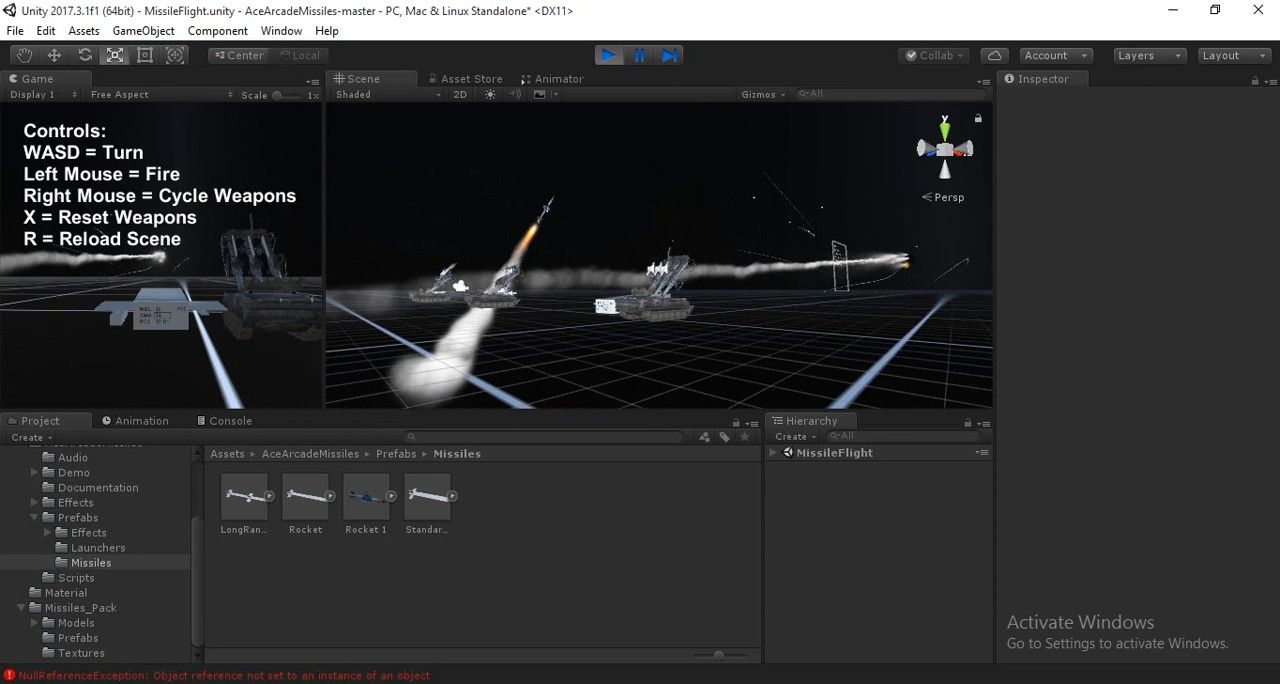 Unity 2017.3.1f1 (64bit) - MissileFlight.unity - AceArcadeMissiles-master - PC, Mac & Linux Standalone* <DX11>
File Edit Assets GameObject Component Window Help
Center Local Collab Account Layers Layout
Game Scene Asset Store Animator Inspector
Display 1 Free Aspect Scale 1x Shaded 2D Gizmos All
Controls:
WASD = Turn
Left Mouse = Fire
Right Mouse = Cycle Weapons
X = Reset Weapons
R = Reload Scene
y
Persp
Project Animation Console Hierarchy
Create Create All
Assets AceArcadeMissiles Prefabs Missiles MissileFlight
Audio
Demo
Documentation
Effects
Prefabs
Effects
Launchers
Missiles
Scripts
Material
Missiles_Pack
Models
Prefabs
Textures
LongRan... Rocket Rocket 1 Standar...
Activate Windows
Go to Settings to activate Windows.
NullReferenceException: Object reference not set to an instance of an object